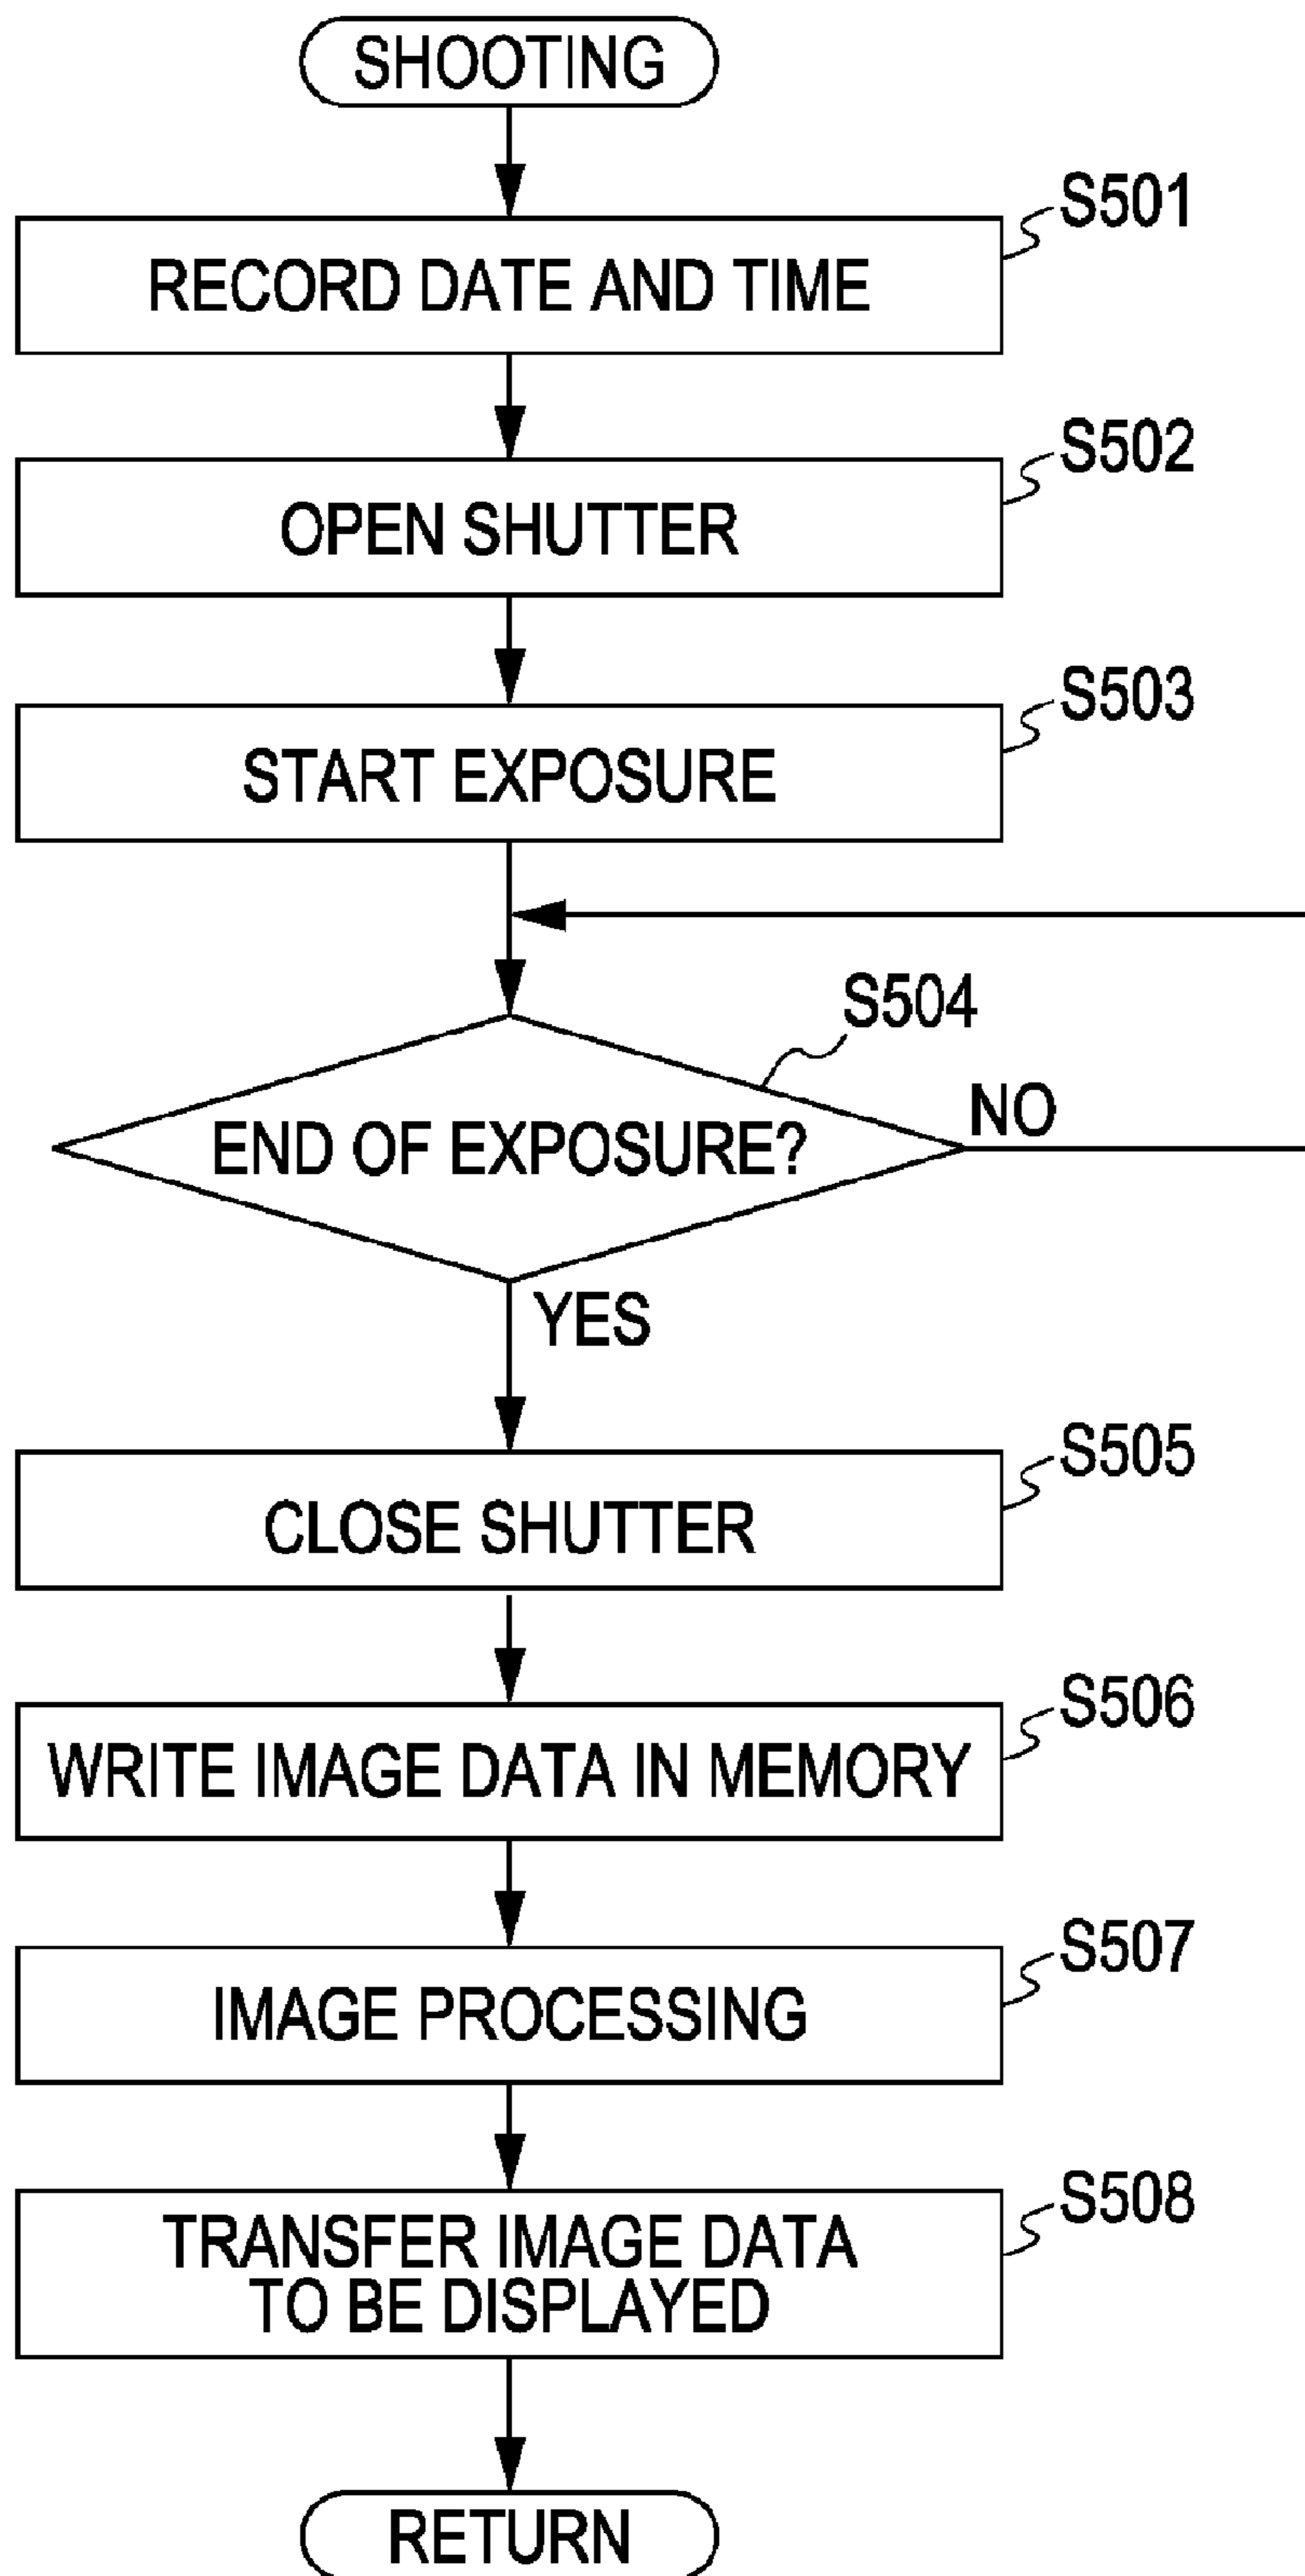 SHOOTING
S501
RECORD DATE AND TIME
S502
OPEN SHUTTER
S503
START EXPOSURE
S504
END OF EXPOSURE?
NO
YES
S505
CLOSE SHUTTER
S506
WRITE IMAGE DATA IN MEMORY
S507
IMAGE PROCESSING
S508
TRANSFER IMAGE DATA
TO BE DISPLAYED
RETURN